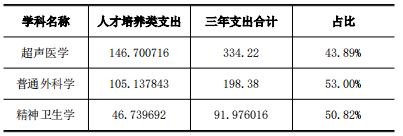 学科名称 人才培养类支出 三年支出合计 占比
超声医学 146.700716 334.22 43.89%
普通外科学 105.137843 198.38 53.00%
精神卫生学 46.739692 91.976016 50.82%